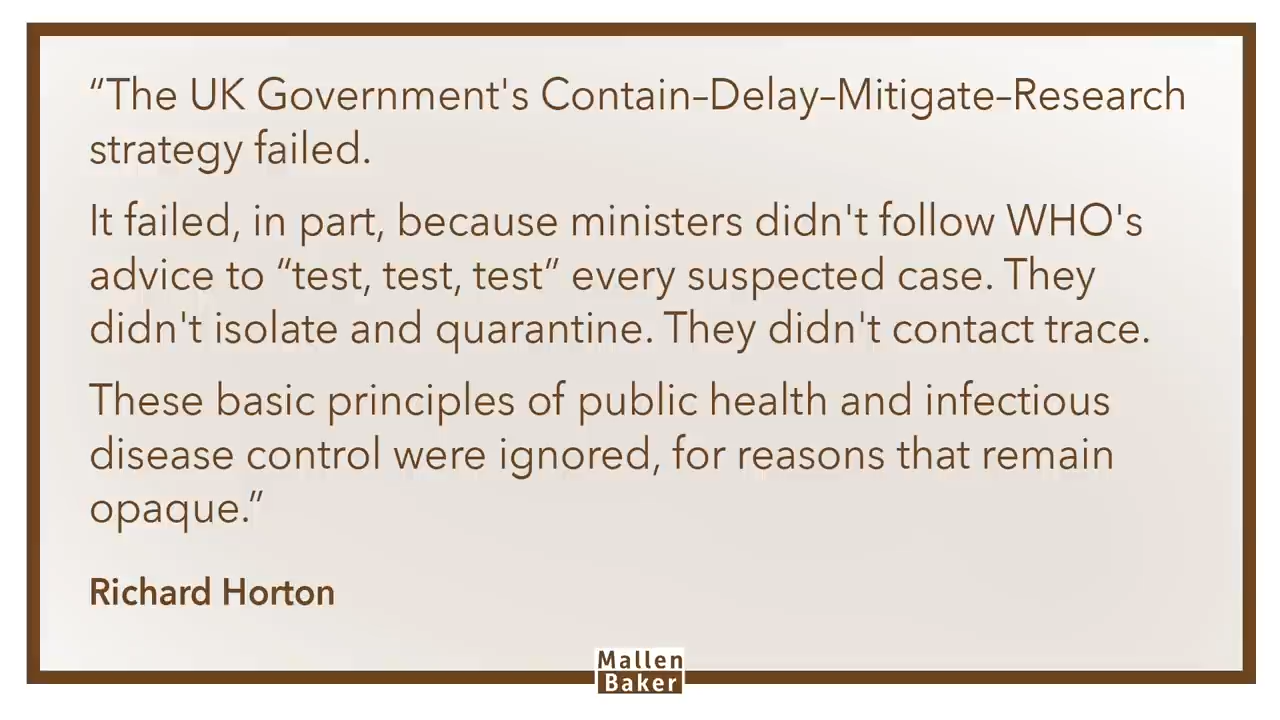 “The UK Government's Contain–Delay–Mitigate–Research
strategy failed.
It failed, in part, because ministers didn't follow WHO's
advice to “test, test, test” every suspected case. They
didn't isolate and quarantine. They didn't contact trace.
These basic principles of public health and infectious
disease control were ignored, for reasons that remain
opaque.”
Richard Horton
Mallen
Baker